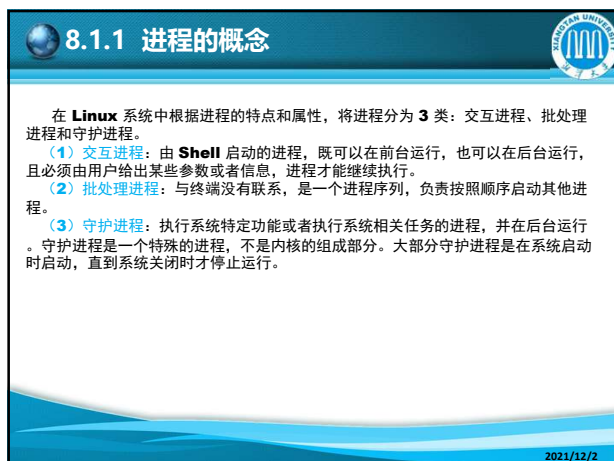 8.1.1 进程的概念
XIANGTAN UNIVERSITY
在 Linux 系统中根据进程的特点和属性，将进程分为 3 类：交互进程、批处理
进程和守护进程。
（1）交互进程：由 Shell 启动的进程，既可以在前台运行，也可以在后台运行，
且必须由用户给出某些参数或者信息，进程才能继续执行。
（2）批处理进程：与终端没有联系，是一个进程序列，负责按照顺序启动其他进
程。
（3）守护进程：执行系统特定功能或者执行系统相关任务的进程，并在后台运行
。守护进程是一个特殊的进程，不是内核的组成部分。大部分守护进程是在系统启动
时启动，直到系统关闭时才停止运行。
2021/12/2